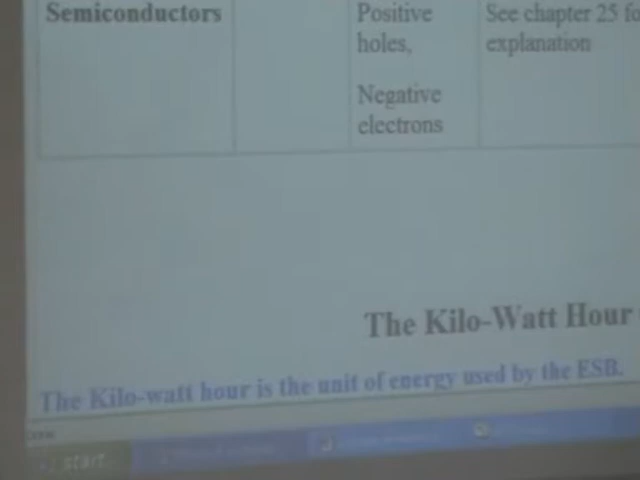 Semiconductors
Positive
holes,
Negative
electrons
See chapter 25 fo
explanation
The Kilo-Watt Hour
The Kilo-watt hour is the unit of energy used by the ESB.
start